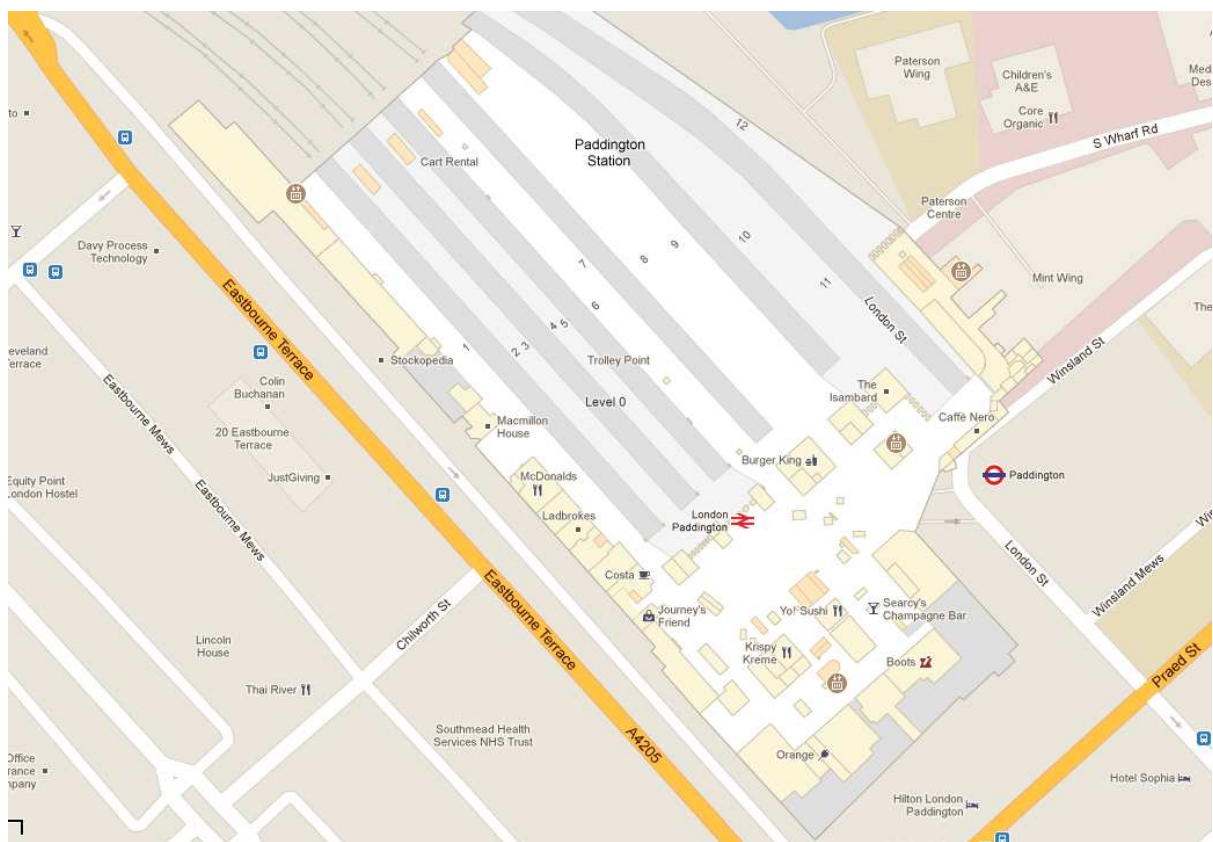 Paddington
Station
Cart Rental
Trolley Point
Level 0
1
2
3
4
5
6
7
8
9
10
11
12
Paterson
Wing
Children's
A&E
Core
Organic
S Wharf Rd
Paterson
Centre
Mint Wing
The
Winsland St
London St
The
Isambard
Caffè Nero
Burger King
Paddington
London
Paddington
Stockopedia
Macmillon
House
McDonalds
Ladbrokes
Costa
Journey's
Friend
Yo! Sushi
Searcy's
Champagne Bar
Krispy
Kreme
Boots
Orange
London St
Winsland Mews
Praed St
Hotel Sophia
Hilton London
Paddington
Davy Process
Technology
Eastbourne Terrace
Colin
Buchanan
20 Eastbourne
Terrace
JustGiving
Eastbourne Mews
Eastbourne Mews
Equity Point
London Hostel
Chilworth St
Eastbourne Terrace
A4205
Lincoln
House
Thai River
Southmead Health
Services NHS Trust
Office